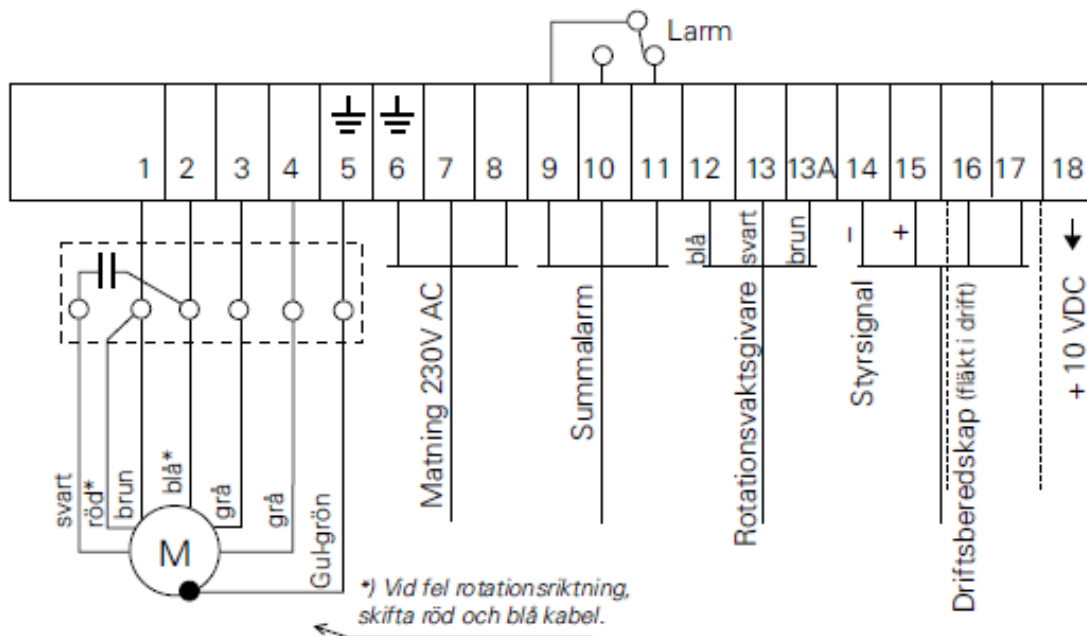 Larm
1 2 3 4 5 6 7 8 9 10 11 12 13 13A 14 15 16 17 18
blå
svart
brun
–
+
Matning 230V AC
Summalarm
Rotationsvaktsgivare
Styrsignal
Driftsberedskap (fläkt i drift)
+ 10 VDC
svart
röd*
brun
blå*
grå
grå
Gul-grön
M
*) Vid fel rotationsriktning,
skifta röd och blå kabel.